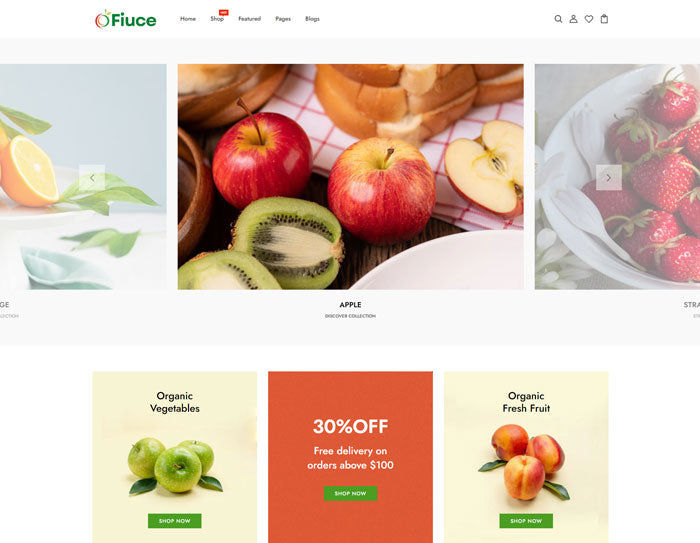 Fiuce
Home
Shop
HOT
Featured
Pages
Blogs
GE
APPLE
STRA
LECTION
DISCOVER COLLECTION
Organic
Vegetables
SHOP NOW
30%OFF
Free delivery on
orders above $100
SHOP NOW
Organic
Fresh Fruit
SHOP NOW